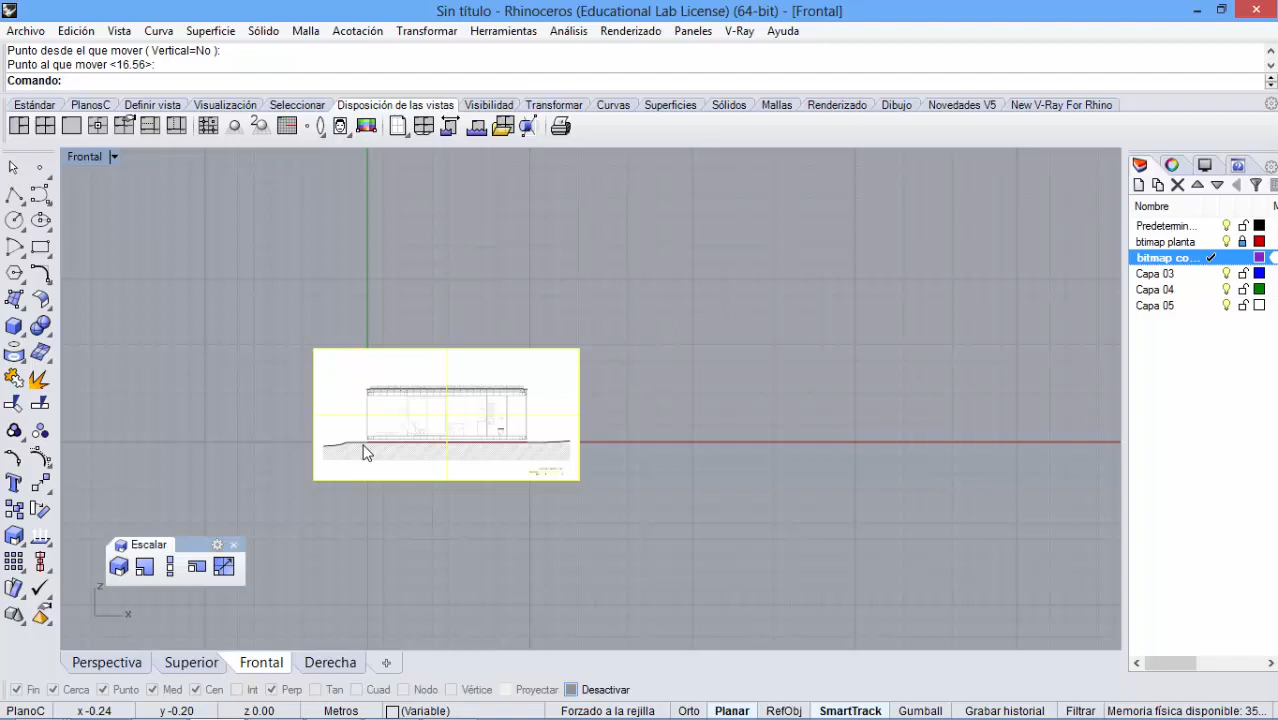 Sin título - Rhinoceros (Educational Lab License) (64-bit) - [Frontal]
Archivo Edición Vista Curva Superficie Sólido Malla Acotación Transformar Herramientas Análisis Renderizado Paneles V-Ray Ayuda
Punto desde el que mover ( Vertical=No ):
Punto al que mover <16.56>:
Comando:
Estándar PlanosC Definir vista Visualización Seleccionar Disposición de las vistas Visibilidad Transformar Curvas Superficies Sólidos Mallas Renderizado Dibujo Novedades V5 New V-Ray For Rhino
Frontal
Nombre
Predetermin...
btimap planta
bitmap co...
Capa 03
Capa 04
Capa 05
Escalar
z
x
Perspectiva Superior Frontal Derecha
Fin Cerca Punto Med Cen Int Perp Tan Cuad Nodo Vértice Proyectar Desactivar
PlanoC x -0.24 y -0.20 z 0.00 Metros (Variable) Forzado a la rejilla Orto Planar RefObj SmartTrack Gumball Grabar historial Filtrar Memoria física disponible: 35...